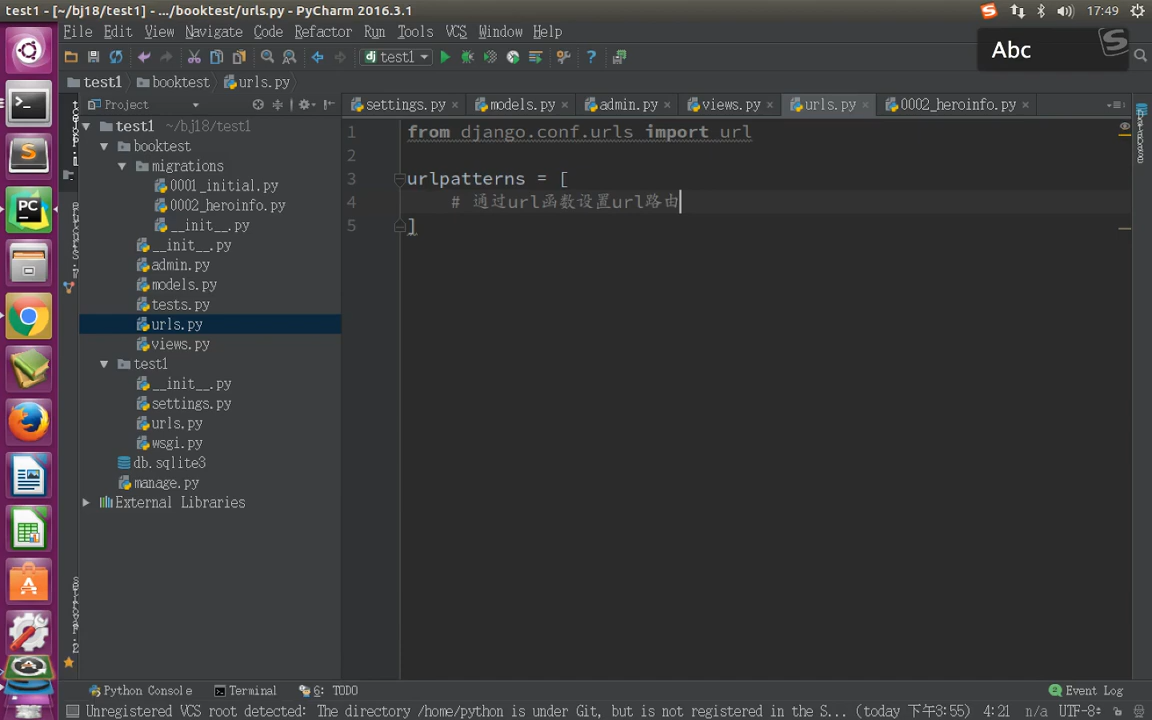 test1 - [~/bj18/test1] - .../booktest/urls.py - PyCharm 2016.3.1
17:49
File Edit View Navigate Code Refactor Run Tools VCS Window Help
Abc
test1
test1 booktest urls.py
Project
settings.py models.py admin.py views.py urls.py 0002_heroinfo.py
test1 ~/bj18/test1
booktest
migrations
0001_initial.py
0002_heroinfo.py
__init__.py
__init__.py
admin.py
models.py
tests.py
urls.py
views.py
test1
__init__.py
settings.py
urls.py
wsgi.py
db.sqlite3
manage.py
External Libraries
1 from django.conf.urls import url
2
3 urlpatterns = [
4 # 通过url函数设置url路由
5 ]
Python Console Terminal 6: TODO Event Log
Unregistered VCS root detected: The directory /home/python is under Git, but is not registered in the S... (today 下午3:55) 4:21 n/a UTF-8